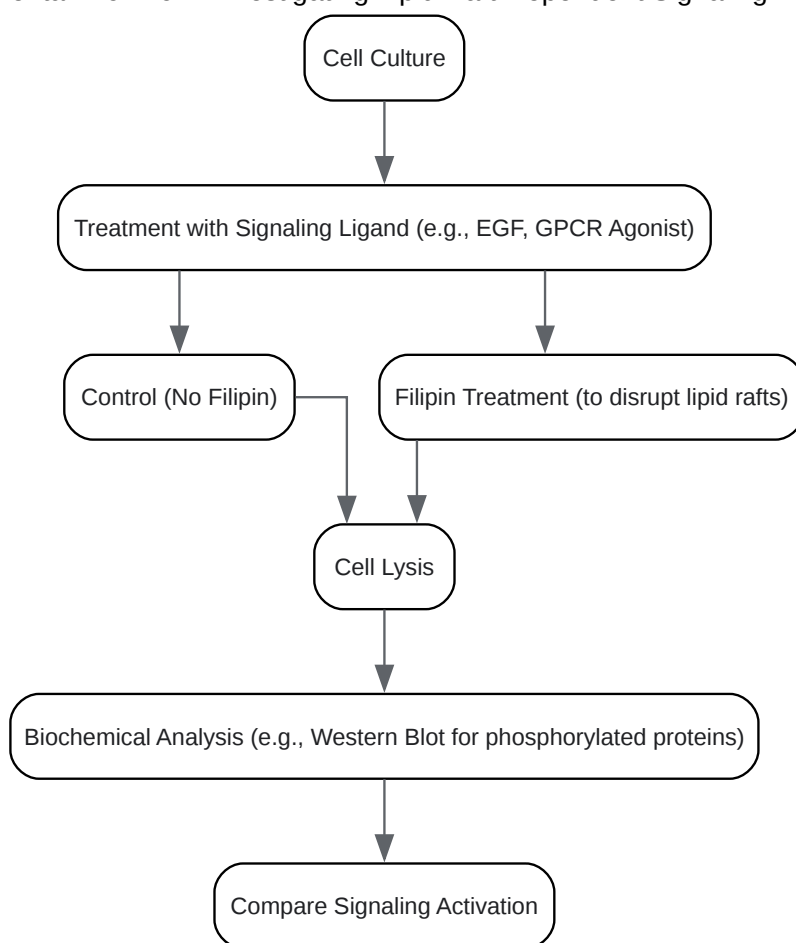 Cell Culture
Treatment with Signaling Ligand (e.g., EGF, GPCR Agonist)
Control (No Filipin)
Filipin Treatment (to disrupt lipid rafts)
Cell Lysis
Biochemical Analysis (e.g., Western Blot for phosphorylated proteins)
Compare Signaling Activation